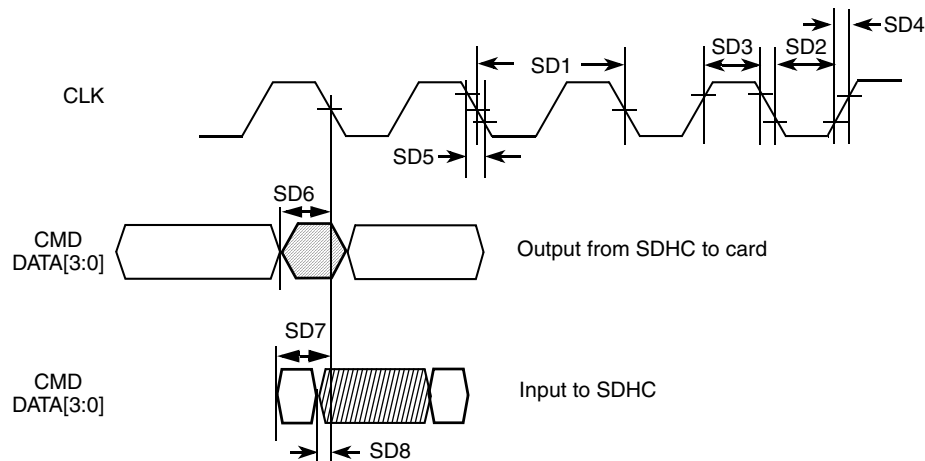 SD4
SD3
SD2
SD1
CLK
SD5
SD6
CMD
DATA[3:0]
Output from SDHC to card
SD7
CMD
DATA[3:0]
Input to SDHC
SD8